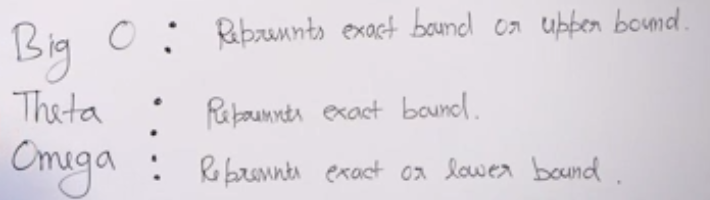 Big O : Represents exact bound or upper bound.
Theta : Represents exact bound.
Omega : Represents exact or lower bound.